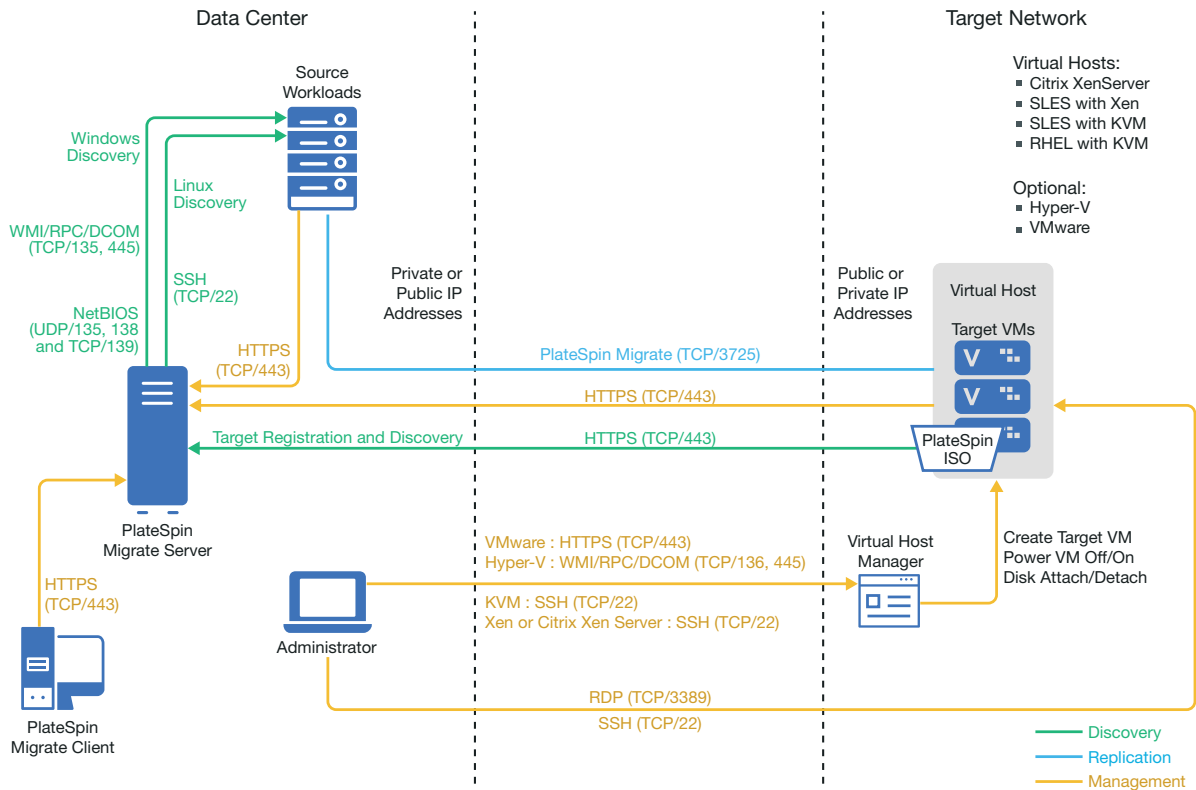 Data Center
Target Network
Source
Workloads
Virtual Hosts:
Citrix XenServer
SLES with Xen
SLES with KVM
RHEL with KVM
Optional:
Hyper-V
VMware
Windows
Discovery
Linux
Discovery
WMI/RPC/DCOM
(TCP/135, 445)
SSH
(TCP/22)
NetBIOS
(UDP/135, 138
and TCP/139)
HTTPS
(TCP/443)
Private or
Public IP
Addresses
Public or
Private IP
Addresses
Virtual Host
Target VMs
V
V
PlateSpin
ISO
PlateSpin Migrate (TCP/3725)
HTTPS (TCP/443)
Target Registration and Discovery
HTTPS (TCP/443)
PlateSpin
Migrate Server
HTTPS
(TCP/443)
PlateSpin
Migrate Client
Administrator
VMware : HTTPS (TCP/443)
Hyper-V : WMI/RPC/DCOM (TCP/136, 445)
KVM : SSH (TCP/22)
Xen or Citrix Xen Server : SSH (TCP/22)
Virtual Host
Manager
Create Target VM
Power VM Off/On
Disk Attach/Detach
RDP (TCP/3389)
SSH (TCP/22)
Discovery
Replication
Management